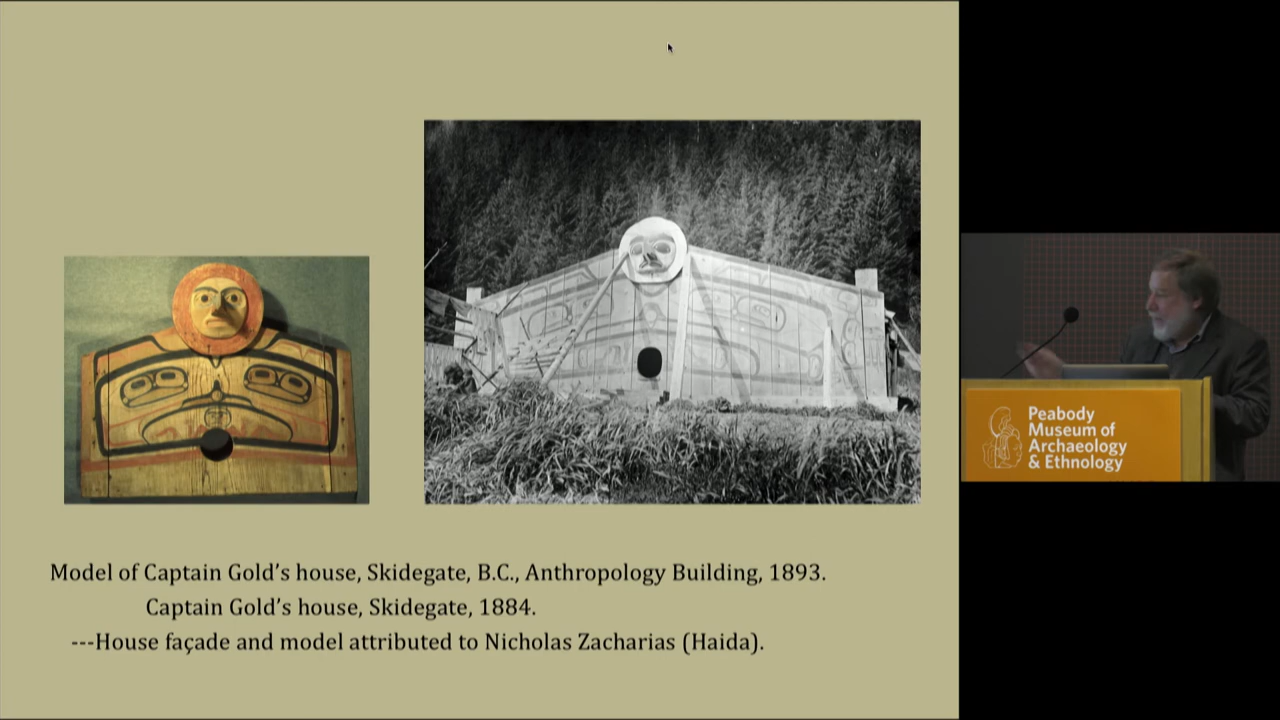 Model of Captain Gold’s house, Skidegate, B.C., Anthropology Building, 1893.
Captain Gold’s house, Skidegate, 1884.
---House façade and model attributed to Nicholas Zacharias (Haida).
Peabody
Museum of
Archaeology
& Ethnology